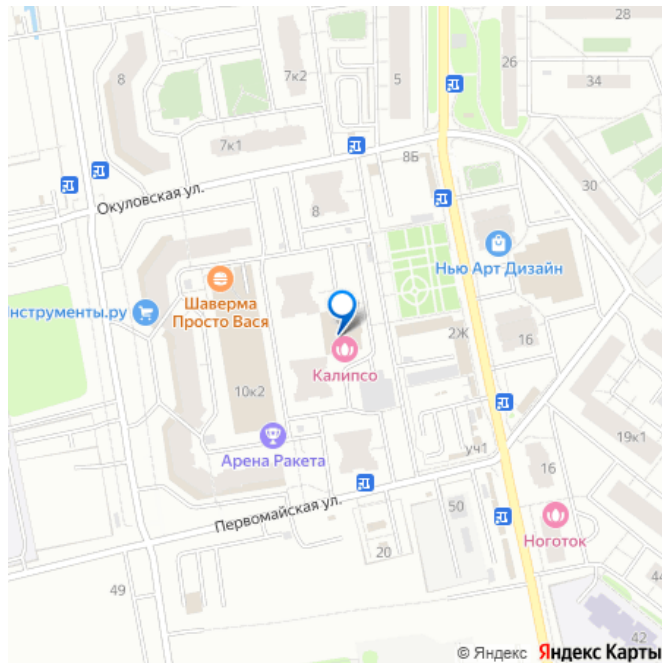 28
26
8
7к2
5
34
7к1
8Б
30
Окуловская ул.
8
Нью Арт Дизайн
Шаверма
Просто Вася
нструменты.ру
2Ж
16
Калипсо
10к2
19к1
уч1
Арена Ракета
16
Первомайская ул.
50
Ноготок
20
49
44
42
© Яндекс Яндекс Карты